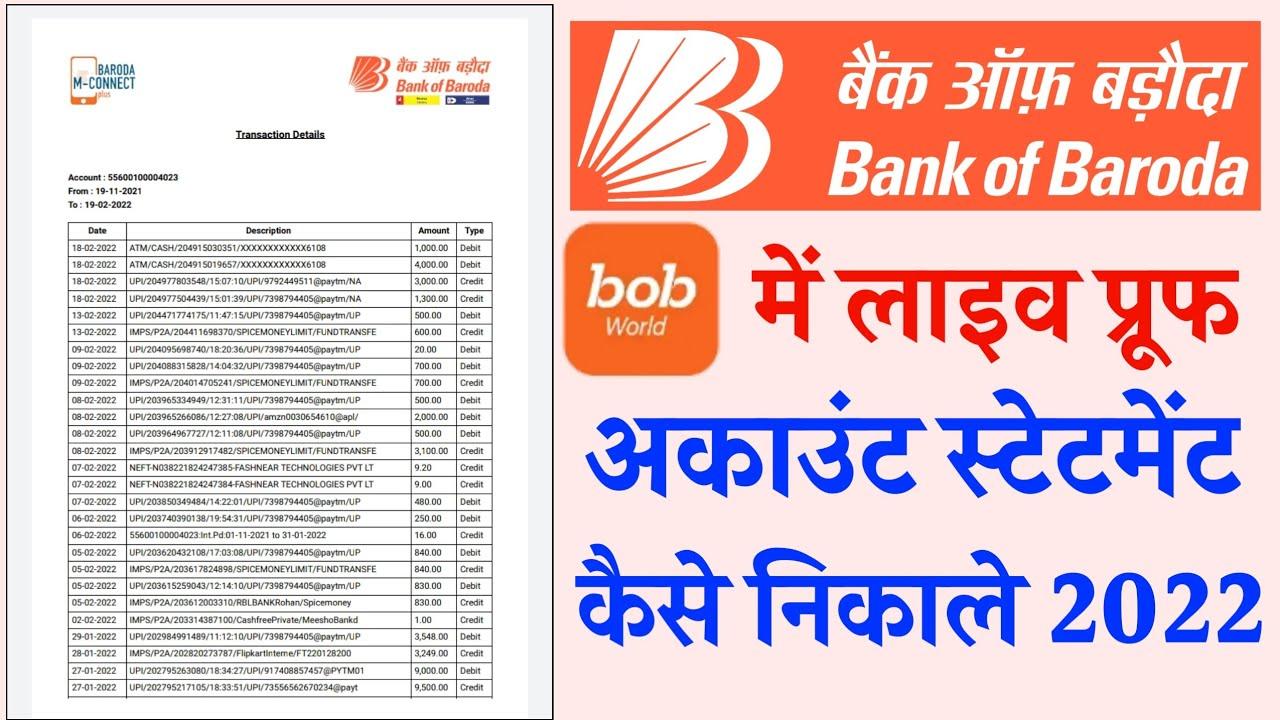 BARODA
M-CONNECT
plus
बैंक ऑफ़ बड़ौदा
Bank of Baroda
Transaction Details
Account : 55600100004023
From : 19-11-2021
To : 19-02-2022
Date Description Amount Type
18-02-2022 ATM/CASH/204915030351/XXXXXXXXXXXX6108 1,000.00 Debit
18-02-2022 ATM/CASH/204915019657/XXXXXXXXXXXX6108 4,000.00 Debit
18-02-2022 UPI/204977803548/15:07:10/UPI/9792449511@paytm/NA 3,000.00 Credit
18-02-2022 UPI/204977504439/15:01:39/UPI/7398794405@paytm/NA 1,300.00 Credit
13-02-2022 UPI/204471774175/11:47:15/UPI/7398794405@paytm/UP 500.00 Debit
13-02-2022 IMPS/P2A/204411698370/SPICEMONEYLIMIT/FUNDTRANSFE 600.00 Credit
09-02-2022 UPI/204095698740/18:20:36/UPI/7398794405@paytm/UP 20.00 Debit
09-02-2022 UPI/204088315828/14:04:32/UPI/7398794405@paytm/UP 700.00 Debit
09-02-2022 IMPS/P2A/204014705241/SPICEMONEYLIMIT/FUNDTRANSFE 700.00 Credit
08-02-2022 UPI/203965334949/12:31:11/UPI/7398794405@paytm/UP 500.00 Debit
08-02-2022 UPI/203965266086/12:27:08/UPI/amzn0030654610@apl/ 2,000.00 Debit
08-02-2022 UPI/203964967727/12:11:08/UPI/7398794405@paytm/UP 500.00 Debit
08-02-2022 IMPS/P2A/203912917482/SPICEMONEYLIMIT/FUNDTRANSFE 3,100.00 Credit
07-02-2022 NEFT-N038221824247385-FASHNEAR TECHNOLOGIES PVT LT 9.20 Credit
07-02-2022 NEFT-N038221824247384-FASHNEAR TECHNOLOGIES PVT LT 9.00 Credit
07-02-2022 UPI/203850349484/14:22:01/UPI/7398794405@paytm/UP 480.00 Debit
06-02-2022 UPI/203740390138/19:54:31/UPI/7398794405@paytm/UP 250.00 Debit
06-02-2022 55600100004023:Int.Pd:01-11-2021 to 31-01-2022 16.00 Credit
05-02-2022 UPI/203620432108/17:03:08/UPI/7398794405@paytm/UP 840.00 Debit
05-02-2022 IMPS/P2A/203617824898/SPICEMONEYLIMIT/FUNDTRANSFE 840.00 Credit
05-02-2022 UPI/203615259043/12:14:10/UPI/7398794405@paytm/UP 830.00 Debit
05-02-2022 IMPS/P2A/203612003310/RBLBANKRohan/Spicemoney 830.00 Credit
02-02-2022 IMPS/P2A/203314387100/CashfreePrivate/MeeshoBankd 1.00 Credit
29-01-2022 UPI/202984991489/11:12:10/UPI/7398794405@paytm/UP 3,548.00 Debit
28-01-2022 IMPS/P2A/202820273787/FlipkartInterne/FT220128200 3,249.00 Credit
27-01-2022 UPI/202795263080/18:34:27/UPI/917408857457@PYTM01 9,000.00 Debit
27-01-2022 UPI/202795217105/18:33:51/UPI/73556562670234@payt 9,500.00 Credit
बैंक ऑफ़ बड़ौदा
Bank of Baroda
bob
World
में लाइव प्रूफ
अकाउंट स्टेटमेंट
कैसे निकाले 2022